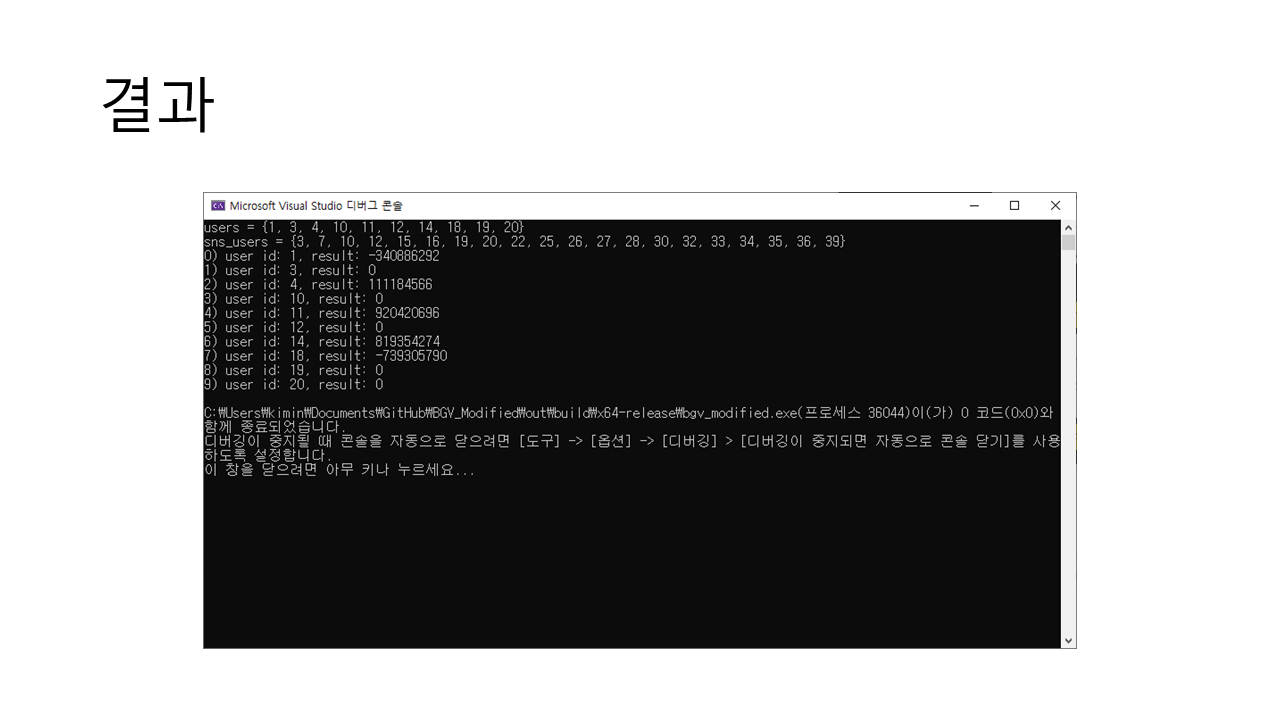 결과
Microsoft Visual Studio 디버그 콘솔
users = {1, 3, 4, 10, 11, 12, 14, 18, 19, 20}
sns_users = {3, 7, 10, 12, 15, 16, 19, 20, 22, 25, 26, 27, 28, 30, 32, 33, 34, 35, 36, 39}
0) user id: 1, result: -340886292
1) user id: 3, result: 0
2) user id: 4, result: 111184566
3) user id: 10, result: 0
4) user id: 11, result: 920420696
5) user id: 12, result: 0
6) user id: 14, result: 819354274
7) user id: 18, result: -739305790
8) user id: 19, result: 0
9) user id: 20, result: 0
C:₩Users₩kimin₩Documents₩GitHub₩BGV_Modified₩out₩build₩x64-release₩bgv_modified.exe(프로세스 36044)이(가) 0 코드(0x0)와
함께 종료되었습니다.
디버깅이 중지될 때 콘솔을 자동으로 닫으려면 [도구] -> [옵션] -> [디버깅] > [디버깅이 중지되면 자동으로 콘솔 닫기]를 사용
하도록 설정합니다.
이 창을 닫으려면 아무 키나 누르세요...